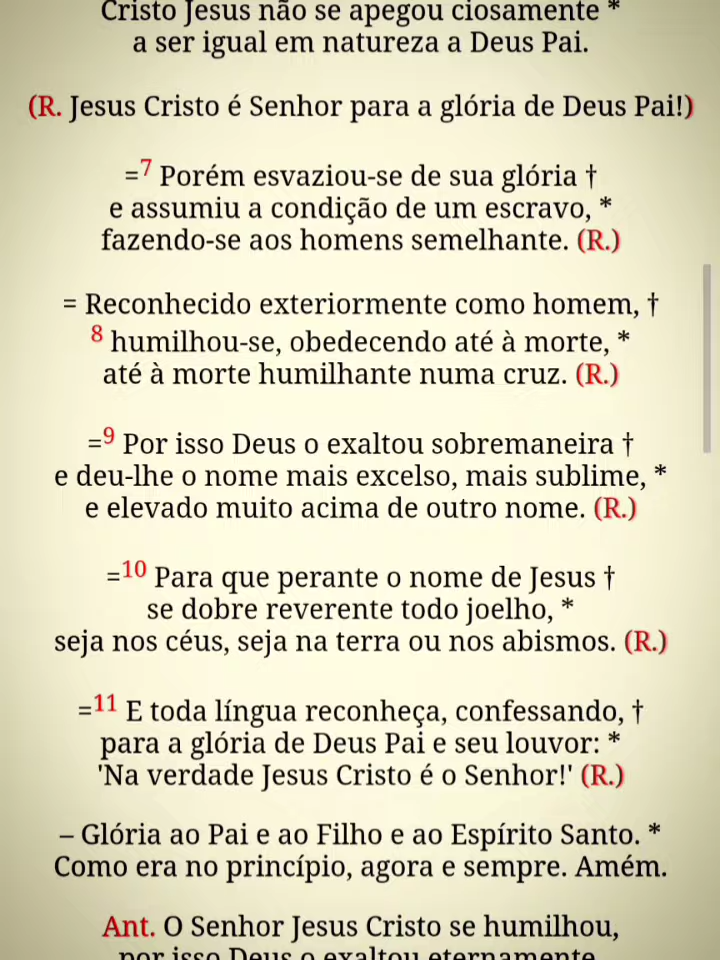 Cristo Jesus não se apegou ciosamente *
a ser igual em natureza a Deus Pai.
(R. Jesus Cristo é Senhor para a glória de Deus Pai!)
=7 Porém esvaziou-se de sua glória †
e assumiu a condição de um escravo, *
fazendo-se aos homens semelhante. (R.)
= Reconhecido exteriormente como homem, †
8 humilhou-se, obedecendo até à morte, *
até à morte humilhante numa cruz. (R.)
=9 Por isso Deus o exaltou sobremaneira †
e deu-lhe o nome mais excelso, mais sublime, *
e elevado muito acima de outro nome. (R.)
=10 Para que perante o nome de Jesus †
se dobre reverente todo joelho, *
seja nos céus, seja na terra ou nos abismos. (R.)
=11 E toda língua reconheça, confessando, †
para a glória de Deus Pai e seu louvor: *
'Na verdade Jesus Cristo é o Senhor!' (R.)
– Glória ao Pai e ao Filho e ao Espírito Santo. *
Como era no princípio, agora e sempre. Amém.
Ant. O Senhor Jesus Cristo se humilhou,
por isso Deus o exaltou eternamente